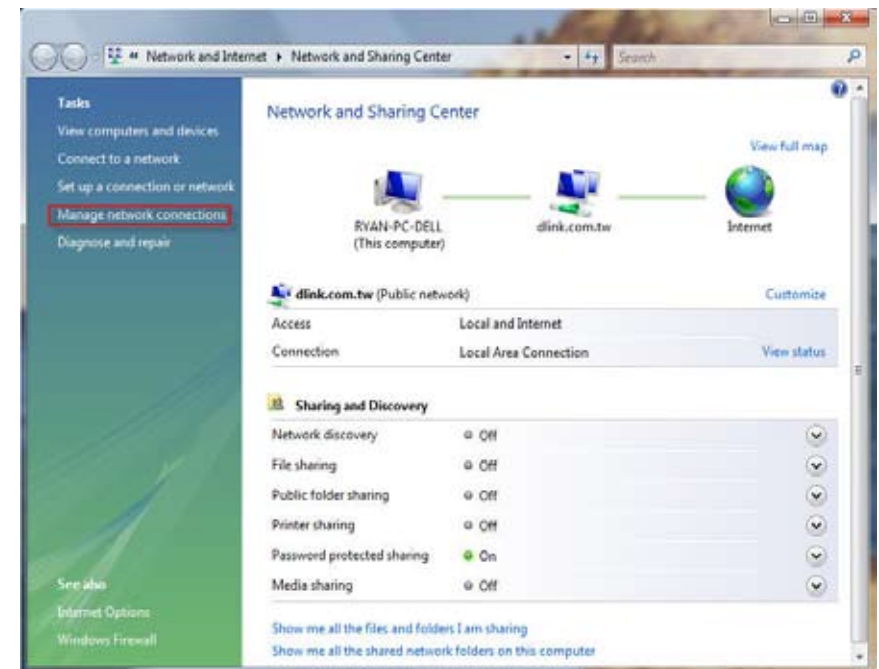 « Network and Internet ▸ Network and Sharing Center
Search
Tasks
View computers and devices
Connect to a network
Set up a connection or network
Manage network connections
Diagnose and repair
See also
Internet Options
Windows Firewall
Network and Sharing Center
View full map
RYAN-PC-DELL
(This computer)
dlink.com.tw
Internet
dlink.com.tw (Public network)
Customize
Access Local and Internet
Connection Local Area Connection View status
Sharing and Discovery
Network discovery Off
File sharing Off
Public folder sharing Off
Printer sharing Off
Password protected sharing On
Media sharing Off
Show me all the files and folders I am sharing
Show me all the shared network folders on this computer